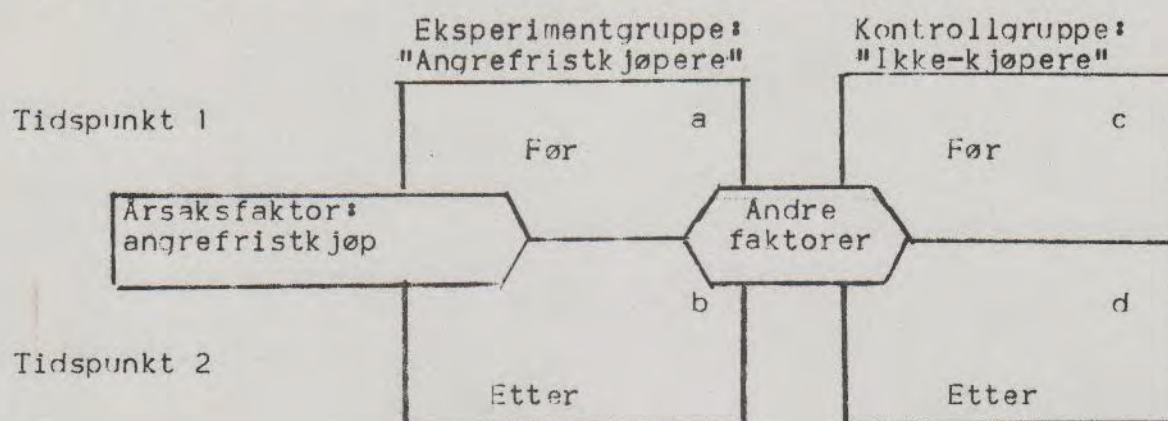 Eksperimentgruppe:
"Angrefristkjøpere"
Kontrollgruppe:
"Ikke-kjøpere"
Tidspunkt 1
a
Før
c
Før
Årsaksfaktor:
angrefristkjøp
Andre
faktorer
b
d
Tidspunkt 2
Etter
Etter